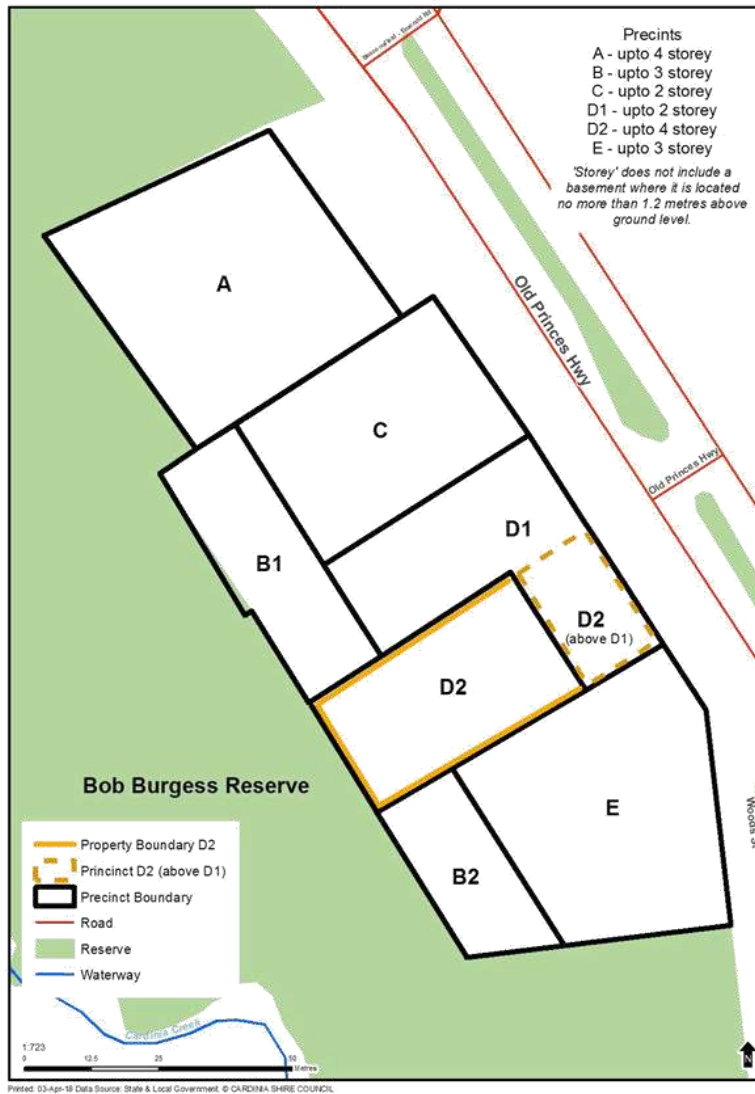 Precints
A - upto 4 storey
B - upto 3 storey
C - upto 2 storey
D1 - upto 2 storey
D2 - upto 4 storey
E - upto 3 storey
'Storey' does not include a
basement where it is located
no more than 1.2 metres above
ground level.
A
Old Princes Hwy
C
Old Princes Hwy
D1
B1
D2
(above D1)
D2
Bob Burgess Reserve
E
B2
Property Boundary D2
Princinct D2 (above D1)
Precinct Boundary
Road
Reserve
Waterway
Cardinia Creek
1:723
0 12.5 25 50
Metres
N
Printed: 03-Apr-18 Data Source: State & Local Government. © CARDINIA SHIRE COUNCIL